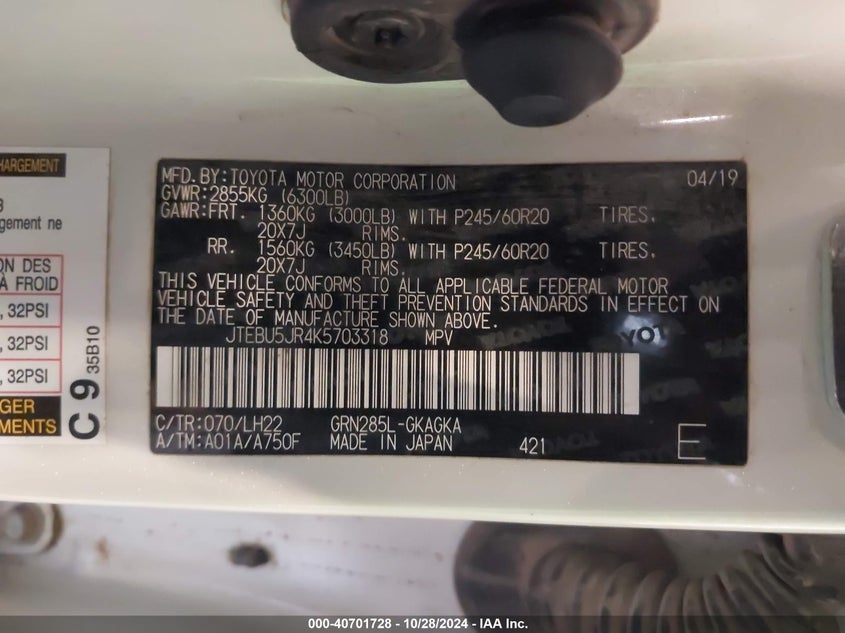 HARGEMENT
gement ne
ON DES
À FROID
, 32PSI
, 32PSI
, 32PSI
GER
EMENTS
C 9 35B10
MFD. BY: TOYOTA MOTOR CORPORATION 04/19
GVWR: 2855KG (6300LB)
GAWR: FRT. 1360KG (3000LB) WITH P245/60R20 TIRES.
20X7J RIMS.
RR. 1560KG (3450LB) WITH P245/60R20 TIRES.
20X7J RIMS.
THIS VEHICLE CONFORMS TO ALL APPLICABLE FEDERAL MOTOR
VEHICLE SAFETY AND THEFT PREVENTION STANDARDS IN EFFECT ON
THE DATE OF MANUFACTURE SHOWN ABOVE.
JTEBU5JR4K5703318 MPV
C/TR: 070/LH22 GRN285L-GKAGKA
A/TM: A01A/A750F MADE IN JAPAN 421 E
000-40701728 - 10/28/2024 - IAA Inc.